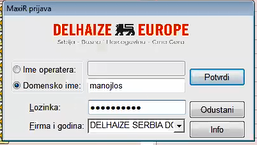 MaxiR prijava
DELHAIZE EUROPE
Srbija - Bosna i Hercegovina - Crna Gora
Ime operatera:
Domensko ime: manojlos
Potvrdi
Lozinka: ●●●●●●●●●●
Odustani
Firma i godina: DELHAIZE SERBIA DO
Info